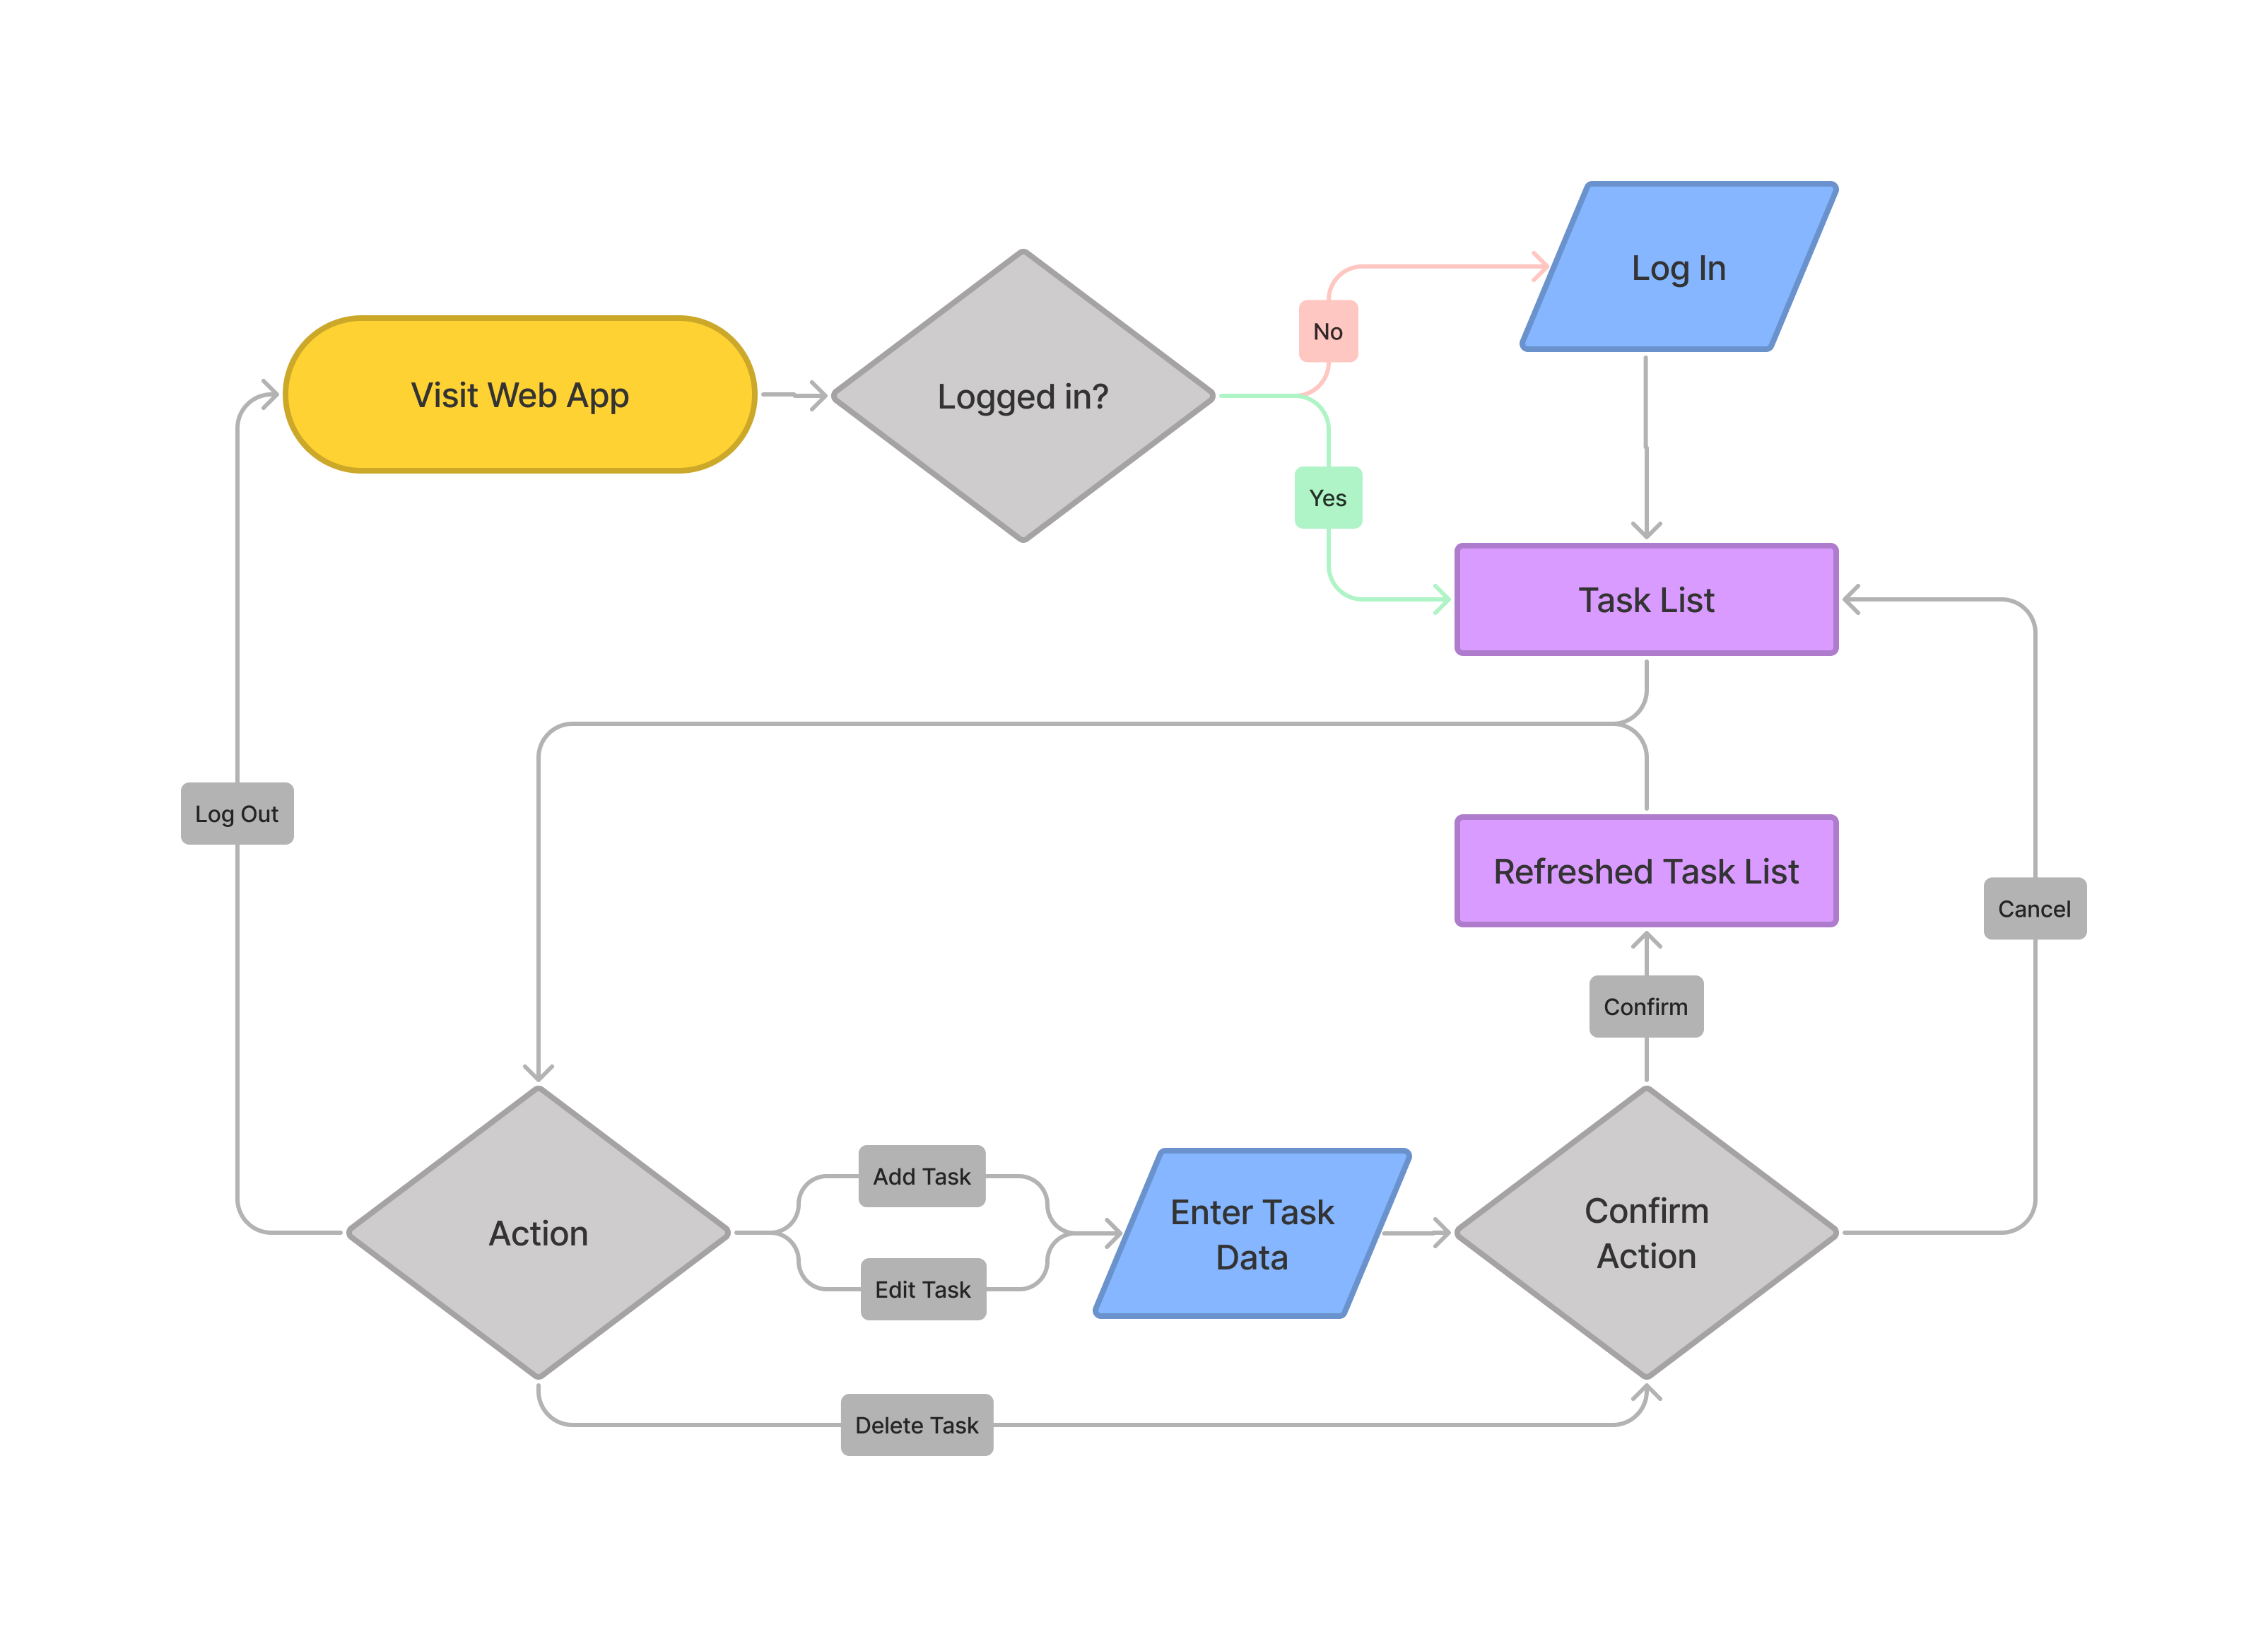 Log In
No
Visit Web App
Logged in?
Yes
Task List
Log Out
Refreshed Task List
Cancel
Confirm
Add Task
Action
Enter Task
Data
Confirm
Action
Edit Task
Delete Task